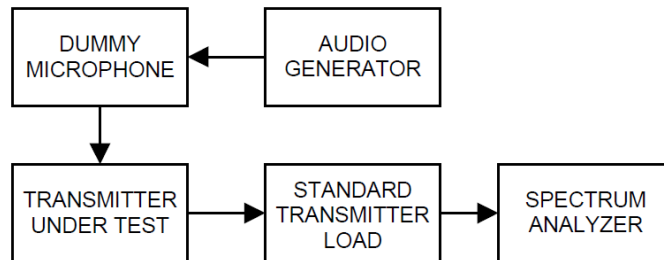 DUMMY
MICROPHONE
AUDIO
GENERATOR
TRANSMITTER
UNDER TEST
STANDARD
TRANSMITTER
LOAD
SPECTRUM
ANALYZER